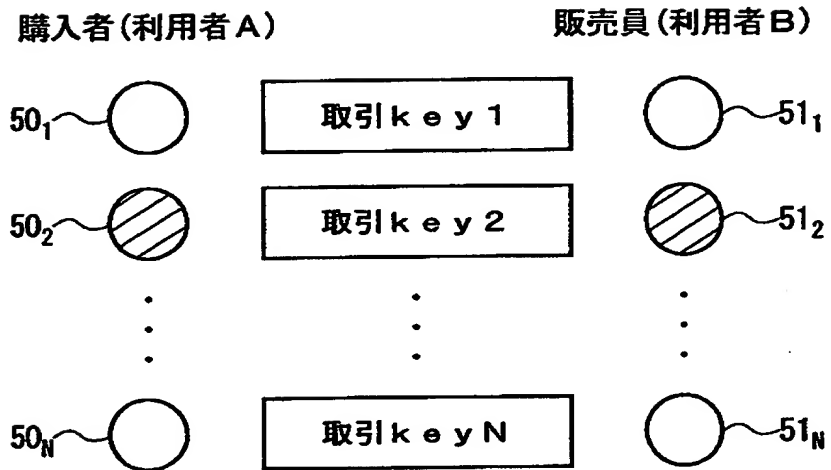 購入者(利用者A) 販売員(利用者B)
50₁ 取引key1 51₁
50₂ 取引key2 51₂
50N 取引keyN 51N